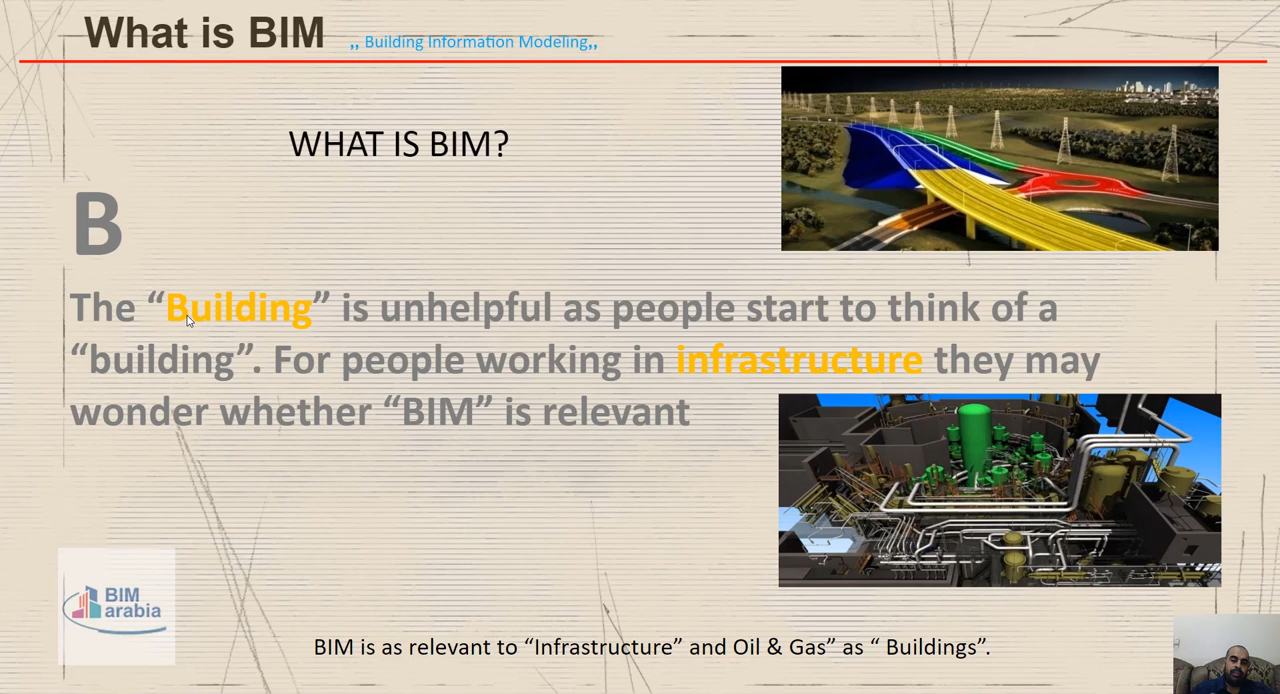 What is BIM ,, Building Information Modeling,,
WHAT IS BIM?
B
The “Building” is unhelpful as people start to think of a
“building”. For people working in infrastructure they may
wonder whether “BIM” is relevant
BIM
arabia
BIM is as relevant to “Infrastructure” and Oil & Gas” as “ Buildings”.